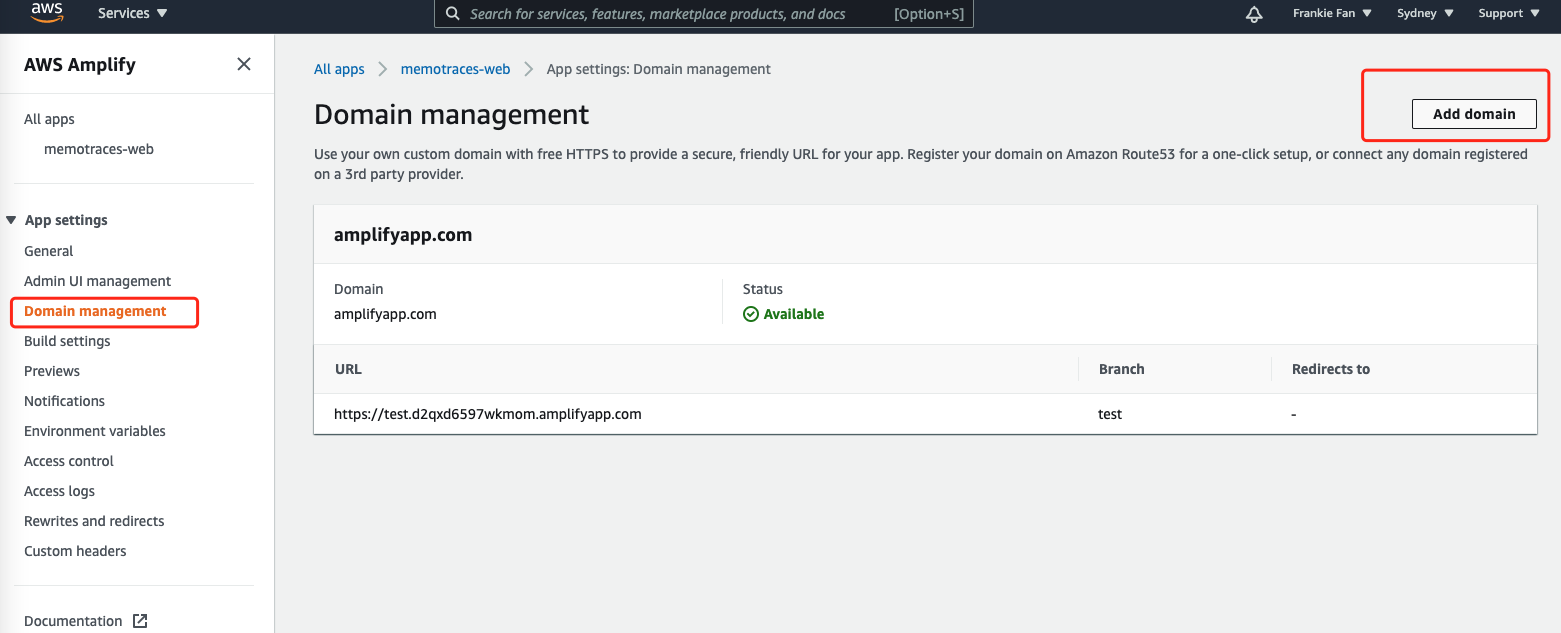 aws
Services ▼
Search for services, features, marketplace products, and docs [Option+S]
Frankie Fan ▼
Sydney ▼
Support ▼
AWS Amplify
All apps
memotraces-web
App settings
General
Admin UI management
Domain management
Build settings
Previews
Notifications
Environment variables
Access control
Access logs
Rewrites and redirects
Custom headers
Documentation
All apps > memotraces-web > App settings: Domain management
Domain management
Add domain
Use your own custom domain with free HTTPS to provide a secure, friendly URL for your app. Register your domain on Amazon Route53 for a one-click setup, or connect any domain registered
on a 3rd party provider.
amplifyapp.com
Domain
amplifyapp.com
Status
Available
URL Branch Redirects to
https://test.d2qxd6597wkmom.amplifyapp.com test -